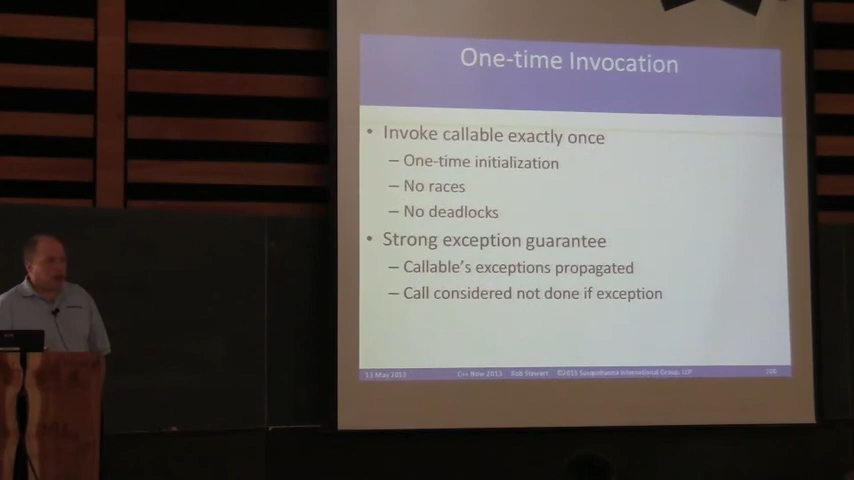 One-time Invocation
• Invoke callable exactly once
– One-time initialization
– No races
– No deadlocks
• Strong exception guarantee
– Callable's exceptions propagated
– Call considered not done if exception
13 May 2013 C++ Now 2013 Rob Stewart Susquehanna International Group, LLP